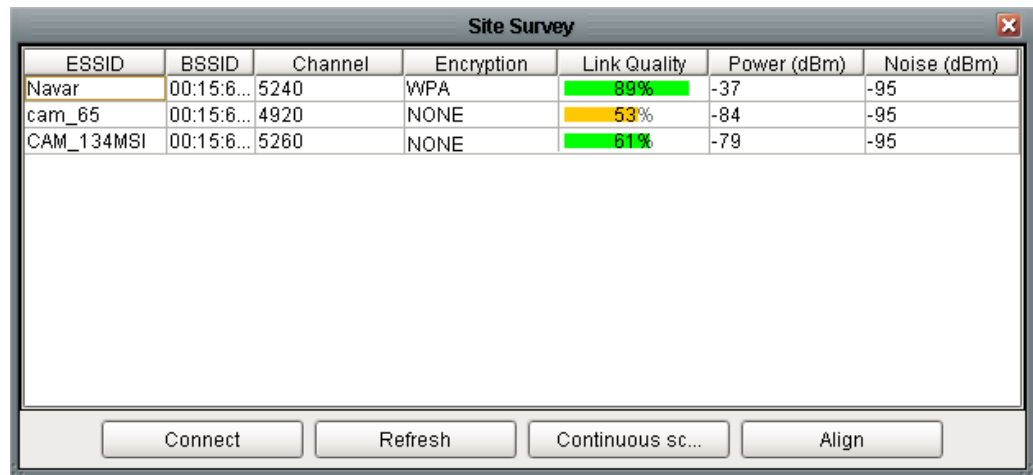 Site Survey
ESSID BSSID Channel Encryption Link Quality Power (dBm) Noise (dBm)
Navar 00:15:6... 5240 WPA 89% -37 -95
cam_65 00:15:6... 4920 NONE 53% -84 -95
CAM_134MSI 00:15:6... 5260 NONE 61% -79 -95
Connect Refresh Continuous sc... Align